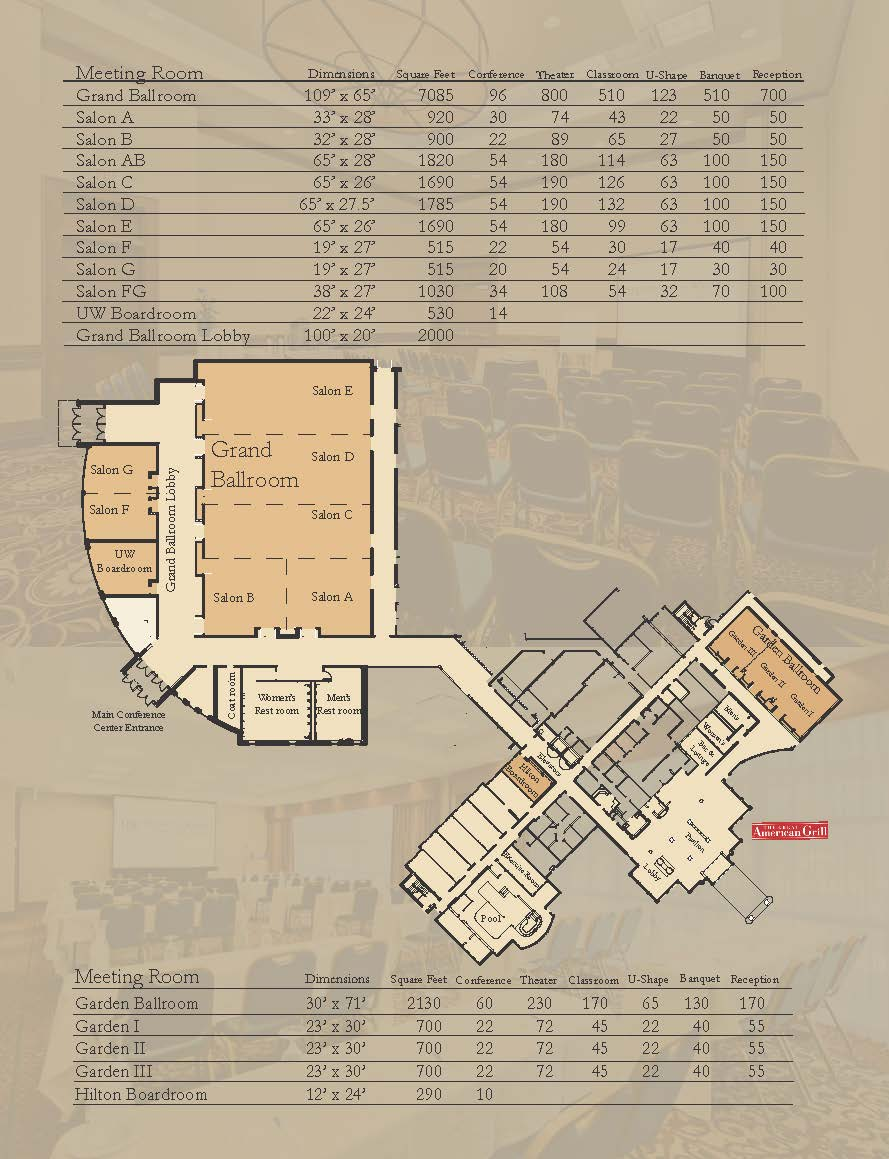 Meeting Room Dimensions Square Feet Conference Theater Classroom U-Shape Banquet Reception
Grand Ballroom 109’ x 65’ 7085 96 800 510 123 510 700
Salon A 33’ x 28’ 920 30 74 43 22 50 50
Salon B 32’ x 28’ 900 22 89 65 27 50 50
Salon AB 65’ x 28’ 1820 54 180 114 63 100 150
Salon C 65’ x 26’ 1690 54 190 126 63 100 150
Salon D 65’ x 27.5’ 1785 54 190 132 63 100 150
Salon E 65’ x 26’ 1690 54 180 99 63 100 150
Salon F 19’ x 27’ 515 22 54 30 17 40 40
Salon G 19’ x 27’ 515 20 54 24 17 30 30
Salon FG 38’ x 27’ 1030 34 108 54 32 70 100
UW Boardroom 22’ x 24’ 530 14
Grand Ballroom Lobby 100’ x 20’ 2000
Salon E
Grand
Ballroom
Salon D
Salon G
Salon F
Salon C
Grand Ballroom Lobby
UW
Boardroom
Salon B
Salon A
Coat room
Women's
Rest room
Men's
Rest room
Main Conference
Center Entrance
Garden Ballroom
Garden III
Garden II
Garden I
Men's
Women's
Bar &
Lounge
Elevators
Hilton
Boardroom
Pavilion
Lobby
THE GREAT
American Grill
Exercise Room
Pool
Meeting Room Dimensions Square Feet Conference Theater Classroom U-Shape Banquet Reception
Garden Ballroom 30’ x 71’ 2130 60 230 170 65 130 170
Garden I 23’ x 30’ 700 22 72 45 22 40 55
Garden II 23’ x 30’ 700 22 72 45 22 40 55
Garden III 23’ x 30’ 700 22 72 45 22 40 55
Hilton Boardroom 12’ x 24’ 290 10